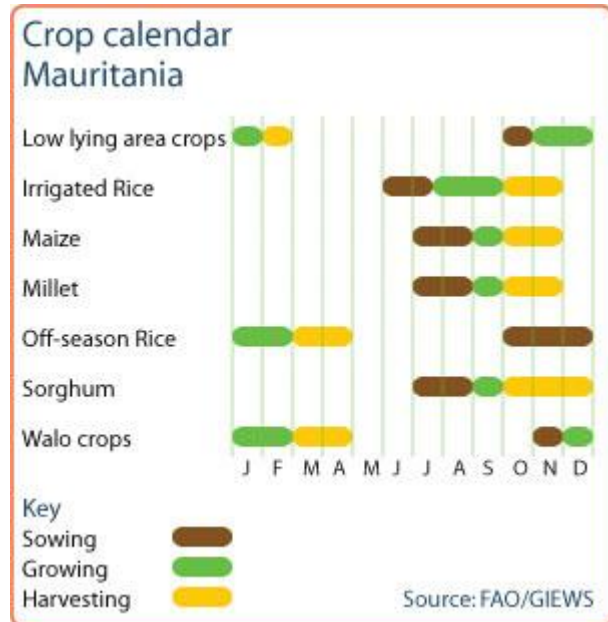 Crop calendar
Mauritania
Low lying area crops
Irrigated Rice
Maize
Millet
Off-season Rice
Sorghum
Walo crops
J F M A M J J A S O N D
Key
Sowing
Growing
Harvesting
Source: FAO/GIEWS